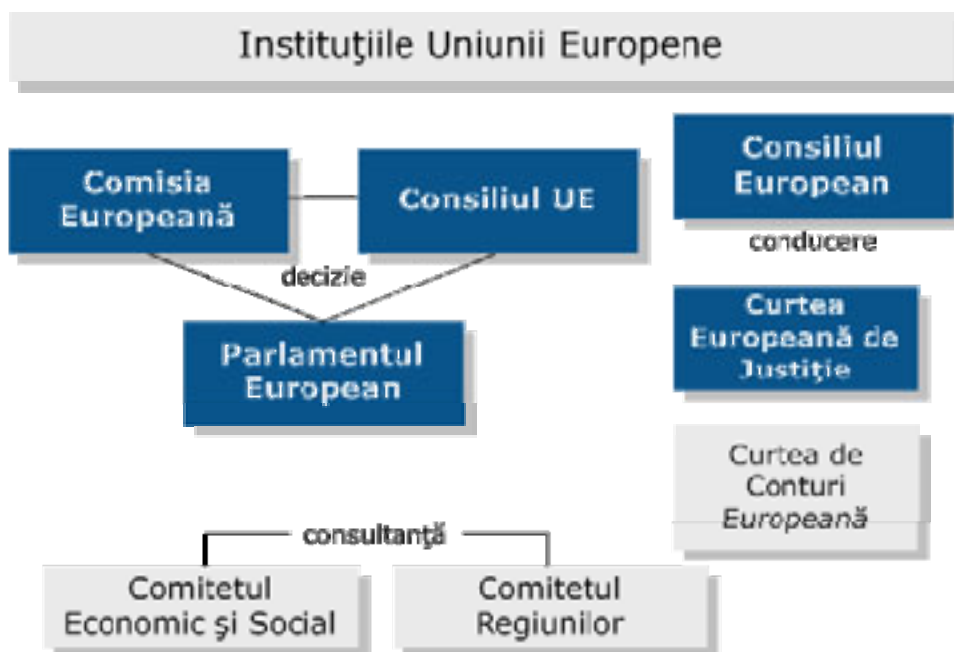 Instituţiile Uniunii Europene
Comisia
Europeană
Consiliul UE
decizie
Parlamentul
European
Consiliul
European
conducere
Curtea
Europeană de
Justiţie
Curtea de
Conturi
Europeană
consultanţă
Comitetul
Economic şi Social
Comitetul
Regiunilor